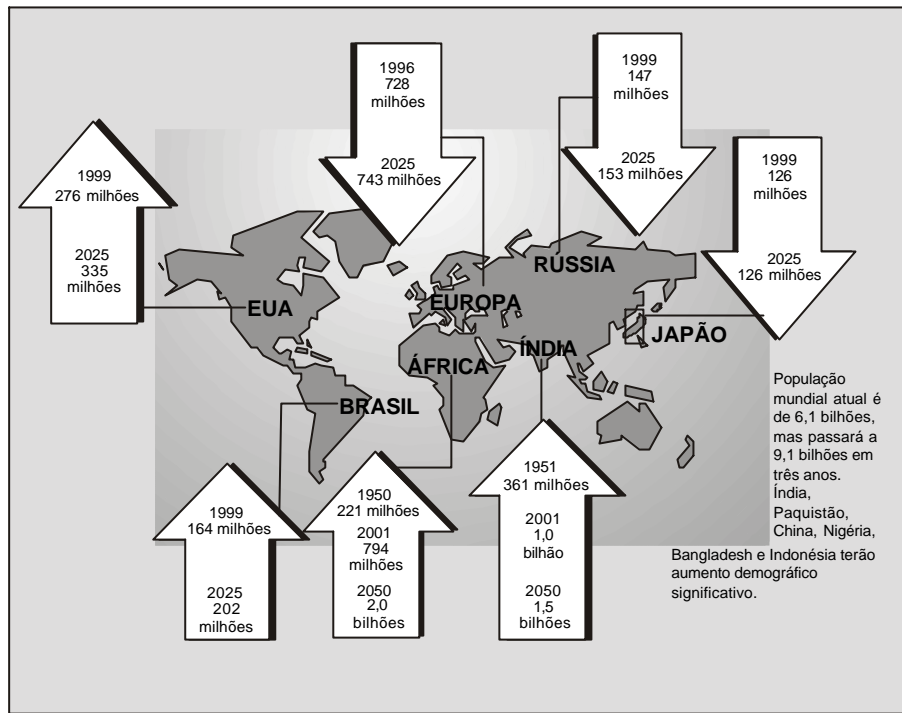 1996
728
milhões
2025
743 milhões
1999
147
milhões
2025
153 milhões
1999
126
milhões
2025
126 milhões
1999
276 milhões
2025
335
milhões
RÚSSIA
EUROPA
EUA
JAPÃO
ÍNDIA
ÁFRICA
BRASIL
População
mundial atual é
de 6,1 bilhões,
mas passará a
9,1 bilhões em
três anos.
Índia,
Paquistão,
China, Nigéria,
Bangladesh e Indonésia terão
aumento demográfico
significativo.
1999
164 milhões
2025
202
milhões
1950
221 milhões
2001
794
milhões
2050
2,0
bilhões
1951
361 milhões
2001
1,0
bilhão
2050
1,5
bilhões